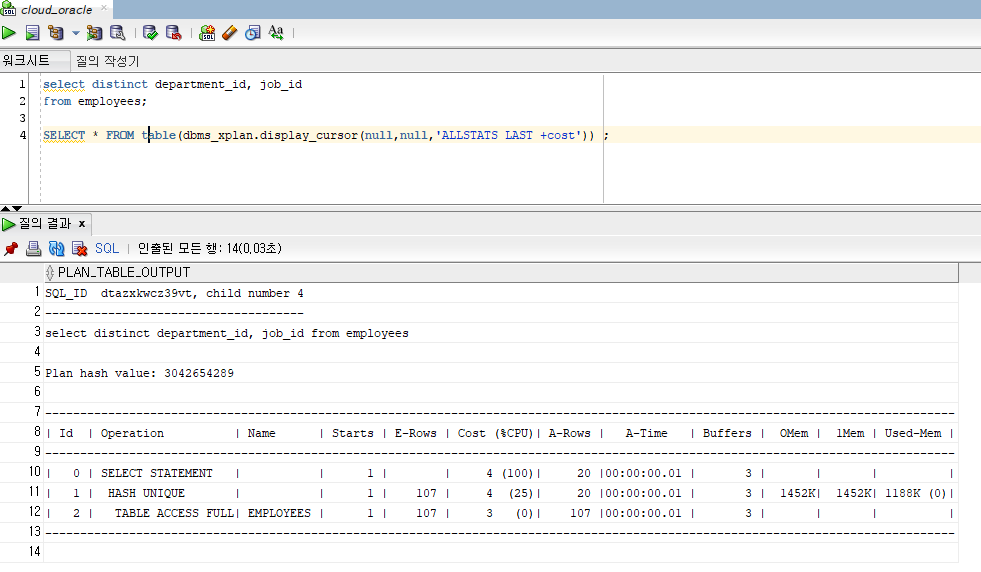 cloud_oracle
워크시트 질의 작성기
1 select distinct department_id, job_id
2 from employees;
3
4 SELECT * FROM table(dbms_xplan.display_cursor(null,null,'ALLSTATS LAST +cost')) ;
질의 결과 x
SQL | 인출된 모든 행: 14(0.03초)
PLAN_TABLE_OUTPUT
1 SQL_ID  dtazxkwcz39vt, child number 4
2 -------------------------------------
3 select distinct department_id, job_id from employees
4
5 Plan hash value: 3042654289
6
7 ----------------------------------------------------------------------------------------------------------------------------------
8 | Id  | Operation          | Name      | Starts | E-Rows | Cost (%CPU)| A-Rows |   A-Time   | Buffers |  OMem |  1Mem | Used-Mem |
9 ----------------------------------------------------------------------------------------------------------------------------------
10 |   0 | SELECT STATEMENT   |           |      1 |        |     4 (100)|     20 |00:00:00.01 |       3 |       |       |          |
11 |   1 |  HASH UNIQUE       |           |      1 |    107 |     4  (25)|     20 |00:00:00.01 |       3 |  1452K|  1452K| 1188K (0)|
12 |   2 |   TABLE ACCESS FULL| EMPLOYEES |      1 |    107 |     3   (0)|    107 |00:00:00.01 |       3 |       |       |          |
13 ----------------------------------------------------------------------------------------------------------------------------------
14